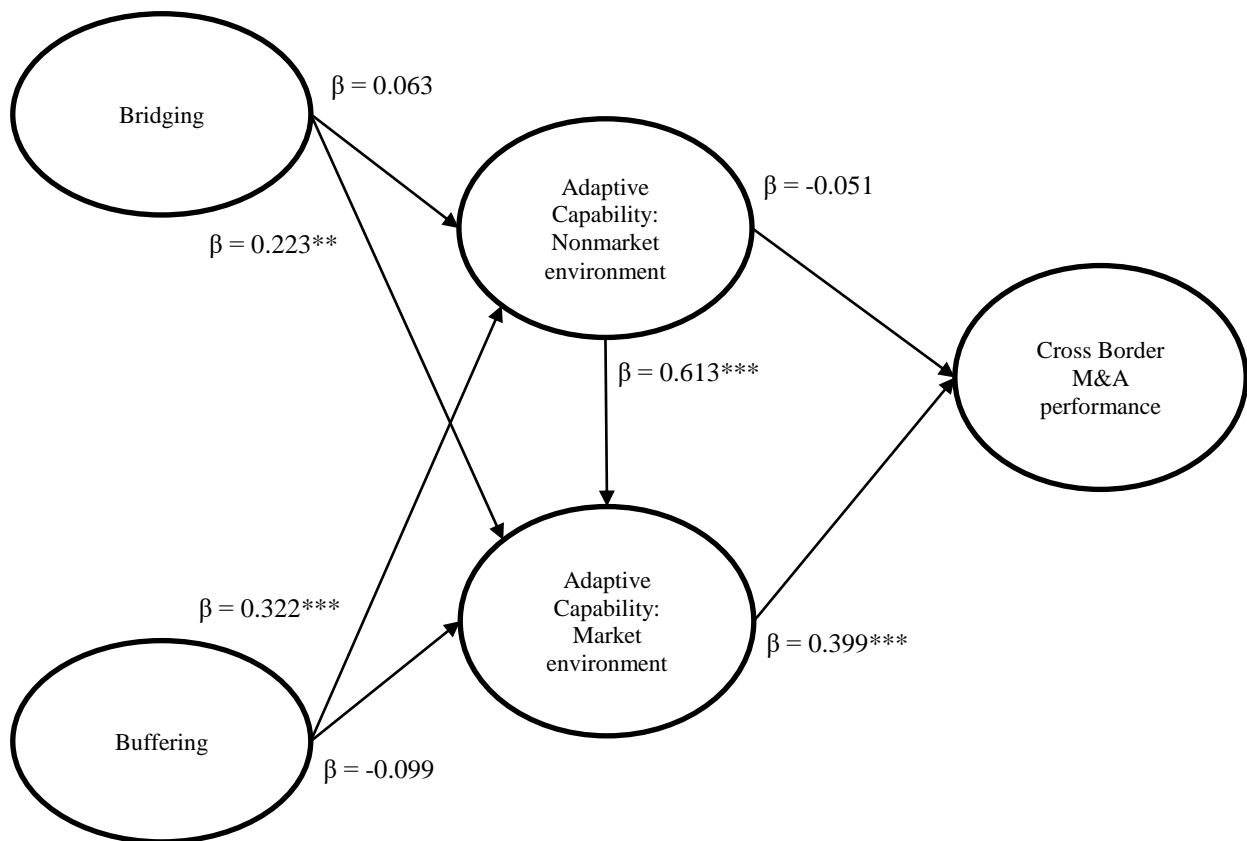 β = 0.063
Bridging
Adaptive
Capability:
Nonmarket
environment
β = -0.051
β = 0.223**
Cross Border
M&A
performance
β = 0.613***
β = 0.322***
Adaptive
Capability:
Market
environment
β = 0.399***
Buffering
β = -0.099